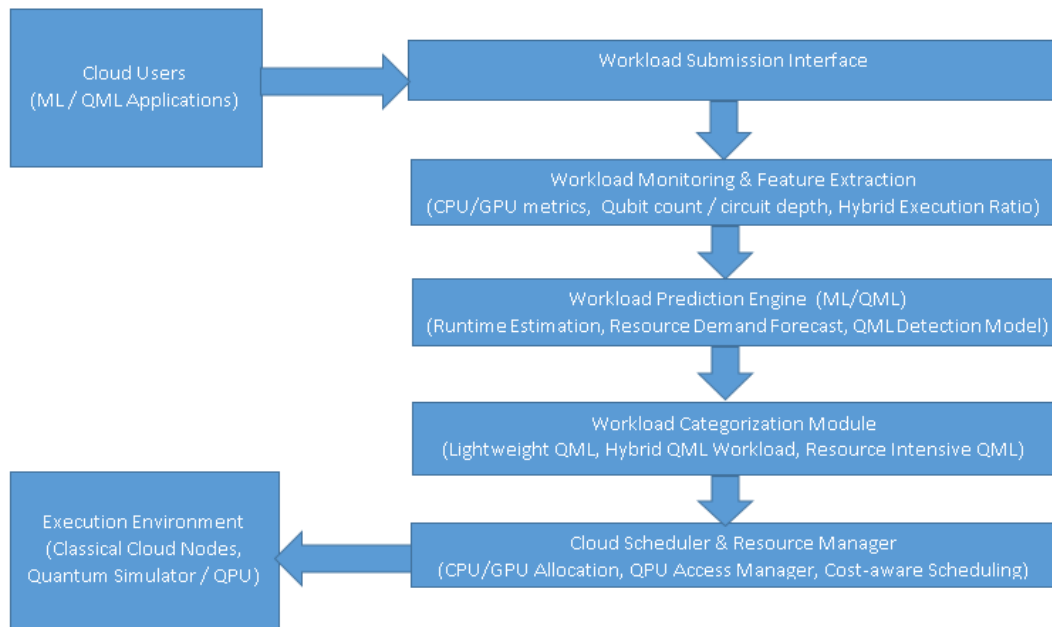 Cloud Users
(ML / QML Applications)
Workload Submission Interface
Workload Monitoring & Feature Extraction
(CPU/GPU metrics, Qubit count / circuit depth, Hybrid Execution Ratio)
Workload Prediction Engine (ML/QML)
(Runtime Estimation, Resource Demand Forecast, QML Detection Model)
Workload Categorization Module
(Lightweight QML, Hybrid QML Workload, Resource Intensive QML)
Cloud Scheduler & Resource Manager
(CPU/GPU Allocation, QPU Access Manager, Cost-aware Scheduling)
Execution Environment
(Classical Cloud Nodes,
Quantum Simulator / QPU)